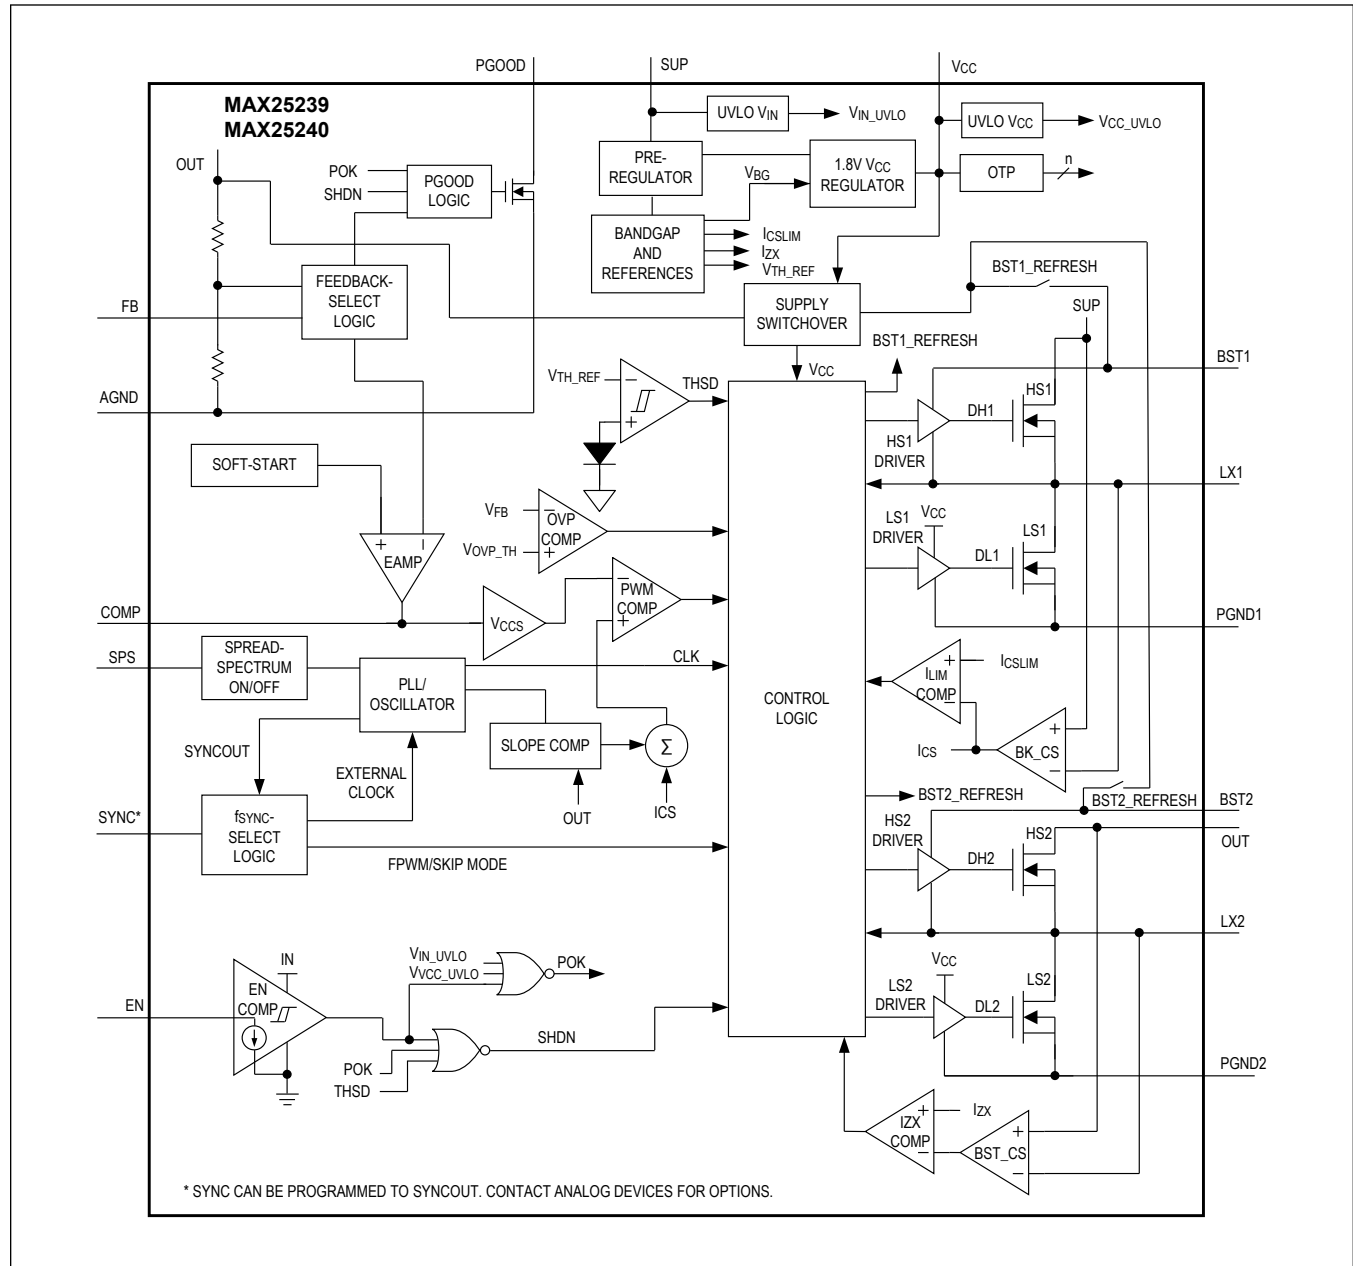 PGOOD
SUP
VCC
MAX25239
MAX25240
OUT
POK
SHDN
PGOOD
LOGIC
UVLO VIN
VIN_UVLO
UVLO VCC
VCC_UVLO
PRE-
REGULATOR
VBG
1.8V VCC
REGULATOR
OTP
n
BANDGAP
AND
REFERENCES
ICSLIM
IZX
VTH_REF
FEEDBACK-
SELECT
LOGIC
FB
SUPPLY
SWITCHOVER
BST1_REFRESH
SUP
BST1_REFRESH
VCC
BST1
AGND
VTH_REF
THSD
HS1
DH1
HS1
DRIVER
SOFT-START
LX1
VFB
OVP
COMP
VOVP_TH
LS1
DRIVER
VCC
LS1
DL1
EAMP
COMP
VCCS
PWM
COMP
PGND1
SPS
SPREAD-
SPECTRUM
ON/OFF
PLL/
OSCILLATOR
CLK
ILIM
COMP
ICSLIM
CONTROL
LOGIC
SYNCOUT
EXTERNAL
CLOCK
SLOPE COMP
Σ
ICS
BK_CS
OUT
ICS
BST2_REFRESH
BST2_REFRESH
BST2
SYNC*
fSYNC-
SELECT
LOGIC
FPWM/SKIP MODE
HS2
DRIVER
HS2
DH2
OUT
LX2
IN
VIN_UVLO
VVCC_UVLO
POK
VCC
EN
EN
COMP
LS2
DRIVER
LS2
DL2
SHDN
POK
THSD
PGND2
IZX
COMP
IZX
BST_CS
* SYNC CAN BE PROGRAMMED TO SYNCOUT. CONTACT ANALOG DEVICES FOR OPTIONS.